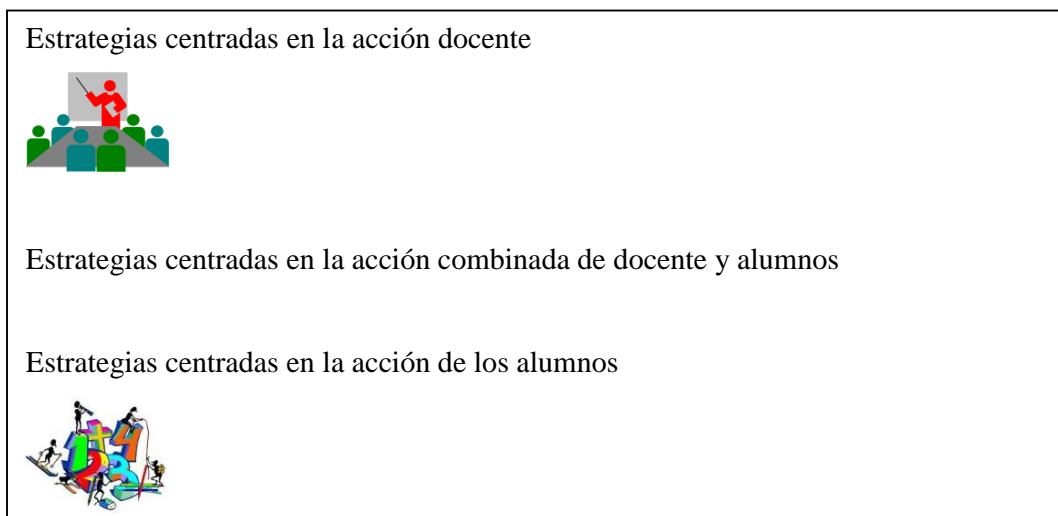 Estrategias centradas en la acción docente
Estrategias centradas en la acción combinada de docente y alumnos
Estrategias centradas en la acción de los alumnos